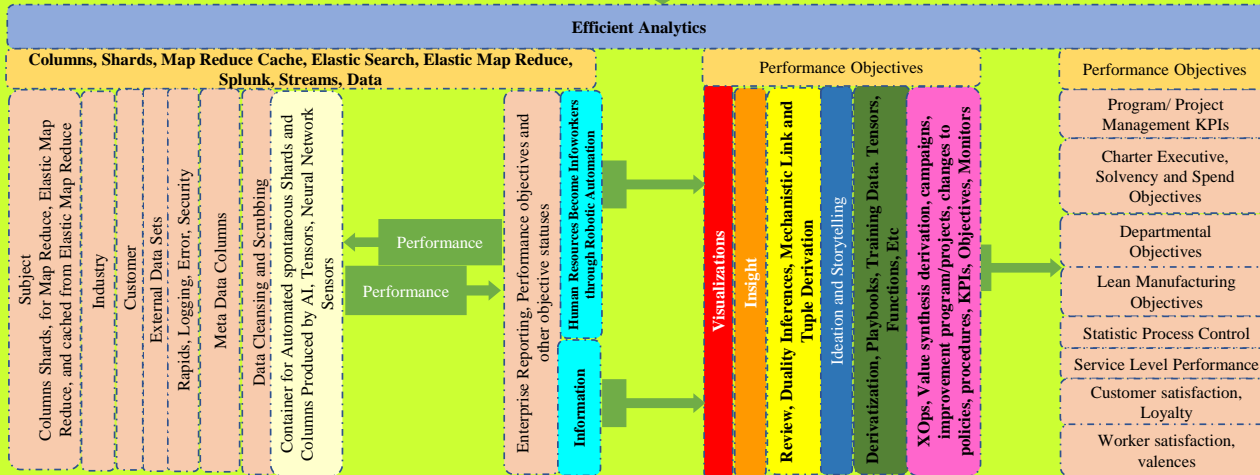 Efficient Analytics
Columns, Shards, Map Reduce Cache, Elastic Search, Elastic Map Reduce,
Splunk, Streams, Data
Performance Objectives
Performance Objectives
Subject
Columns Shards, for Map Reduce, Elastic Map
Reduce, and cached from Elastic Map Reduce
Industry
Customer
External Data Sets
Rapids, Logging, Error, Security
Meta Data Columns
Data Cleansing and Scrubbing
Container for Automated spontaneous Shards and
Columns Produced by AI, Tensors, Neural Network
Sensors
Performance
Performance
Enterprise Reporting, Performance objectives and
other objective statuses
Human Resources Become Infoworkers
through Robotic Automation
Information
Visualizations
Insight
Review, Duality Inferences, Mechanistic Link and
Tuple Derivation
Ideation and Storytelling
Derivatization, Playbooks, Training Data. Tensors,
Functions, Etc
XOps, Value synthesis derivation, campaigns,
improvement program/projects, changes to
policies, procedures, KPIs, Objectives, Monitors
Program/ Project
Management KPIs
Charter Executive,
Solvency and Spend
Objectives
Departmental
Objectives
Lean Manufacturing
Objectives
Statistic Process Control
Service Level Performance
Customer satisfaction,
Loyalty
Worker satisfaction,
valences